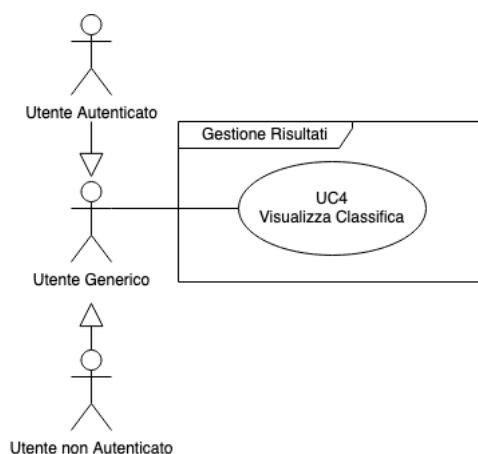 Utente Autenticato
Gestione Risultati
UC4
Visualizza Classifica
Utente Generico
Utente non Autenticato